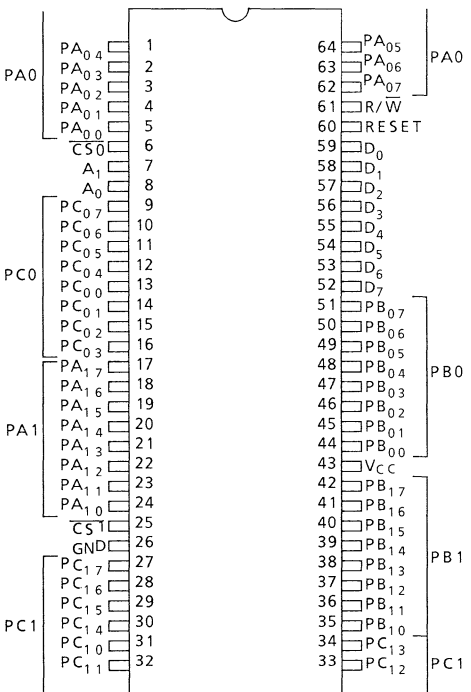 PA04 1 64 PA05
PA03 2 63 PA06
PA0 PA02 3 62 PA07 PA0
PA01 4 61 R/W̅
PA00 5 60 RESET
C̅S̅0̅ 6 59 D0
A1 7 58 D1
A0 8 57 D2
PC07 9 56 D3
PC06 10 55 D4
PC05 11 54 D5
PC0 PC04 12 53 D6
PC00 13 52 D7
PC01 14 51 PB07
PC02 15 50 PB06
PC03 16 49 PB05
PA17 17 48 PB04 PB0
PA16 18 47 PB03
PA15 19 46 PB02
PA1 PA14 20 45 PB01
PA13 21 44 PB00
PA12 22 43 VCC
PA11 23 42 PB17
PA10 24 41 PB16
C̅S̅1̅ 25 40 PB15
GND 26 39 PB14 PB1
PC17 27 38 PB13
PC16 28 37 PB12
PC15 29 36 PB11
PC1 PC14 30 35 PB10
PC10 31 34 PC13
PC11 32 33 PC12 PC1